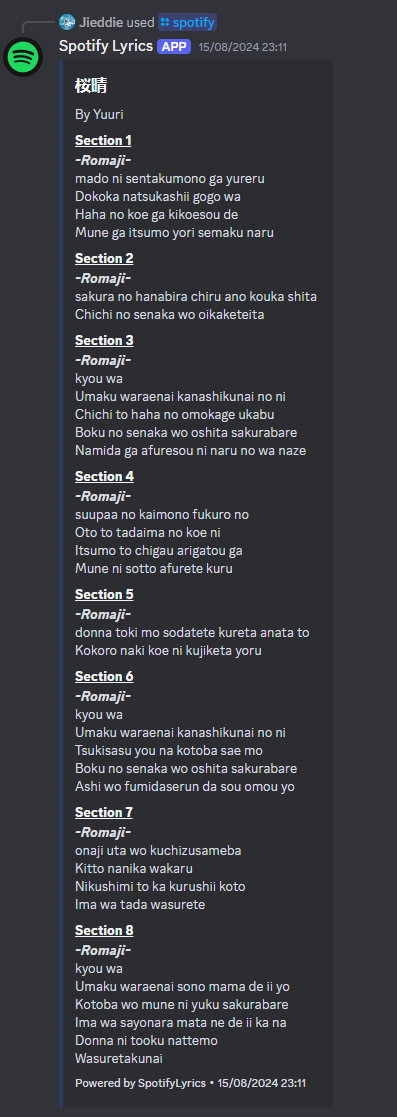 Jieddie used spotify
Spotify Lyrics APP 15/08/2024 23:11
桜晴
By Yuuri
Section 1
~Romaji~
mado ni sentakumono ga yureru
Dokoka natsukashii gogo wa
Haha no koe ga kikoesou de
Mune ga itsumo yori semaku naru
Section 2
~Romaji~
sakura no hanabira chiru ano kouka shita
Chichi no senaka wo oikaketeita
Section 3
~Romaji~
kyou wa
Umaku waraenai kanashikunai no ni
Chichi to haha no omokage ukabu
Boku no senaka wo oshita sakurabare
Namida ga afuresou ni naru no wa naze
Section 4
~Romaji~
suupaa no kaimono fukuro no
Oto to tadaima no koe ni
Itsumo to chigau arigatou ga
Mune ni sotto afurete kuru
Section 5
~Romaji~
donna toki mo sodatete kureta anata to
Kokoro naki koe ni kujiketa yoru
Section 6
~Romaji~
kyou wa
Umaku waraenai kanashikunai no ni
Tsukisasu you na kotoba sae mo
Boku no senaka wo oshita sakurabare
Ashi wo fumidaserun da sou omou yo
Section 7
~Romaji~
onaji uta wo kuchizusameba
Kitto nanika wakaru
Nikushimi to ka kurushii koto
Ima wa tada wasurete
Section 8
~Romaji~
kyou wa
Umaku waraenai sono mama de ii yo
Kotoba wo mune ni yuku sakurabare
Ima wa sayonara mata ne de ii ka na
Donna ni tooku nattemo
Wasuretakunai
Powered by SpotifyLyrics • 15/08/2024 23:11